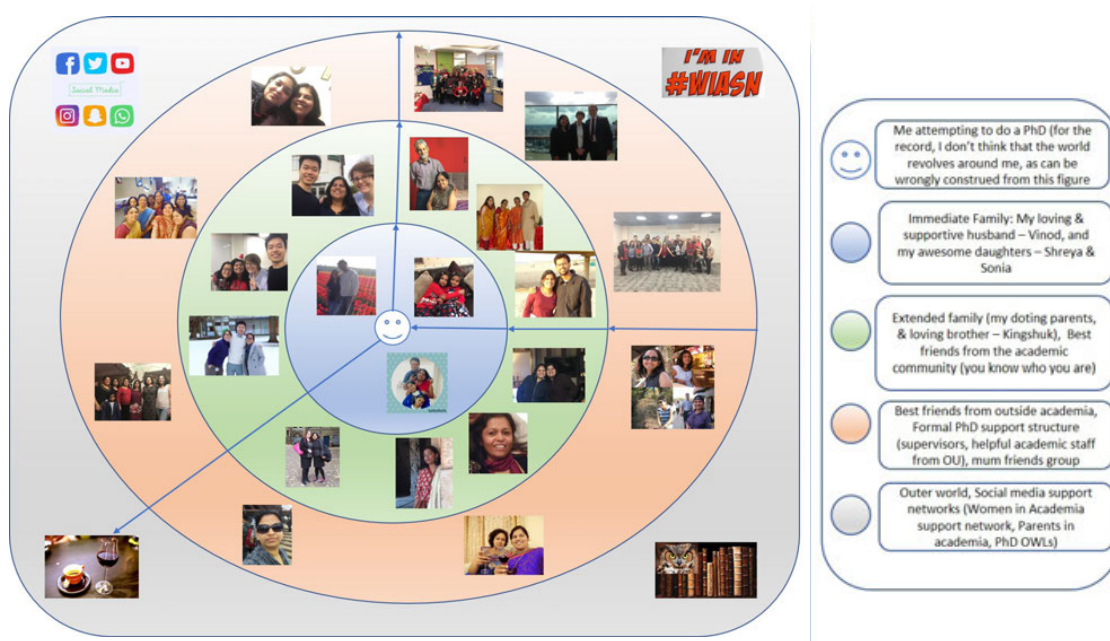 Social Media
I'M IN
#WIASN
Me attempting to do a PhD (for the
record, I don't think that the world
revolves around me, as can be
wrongly construed from this figure
Immediate Family: My loving &
supportive husband – Vinod, and
my awesome daughters – Shreya &
Sonia
Extended family (my doting parents,
& loving brother – Kingshuk), Best
friends from the academic
community (you know who you are)
Best friends from outside academia,
Formal PhD support structure
(supervisors, helpful academic staff
from OU), mum friends group
Outer world, Social media support
networks (Women in Academia
support network, Parents in
academia, PhD OWLs)